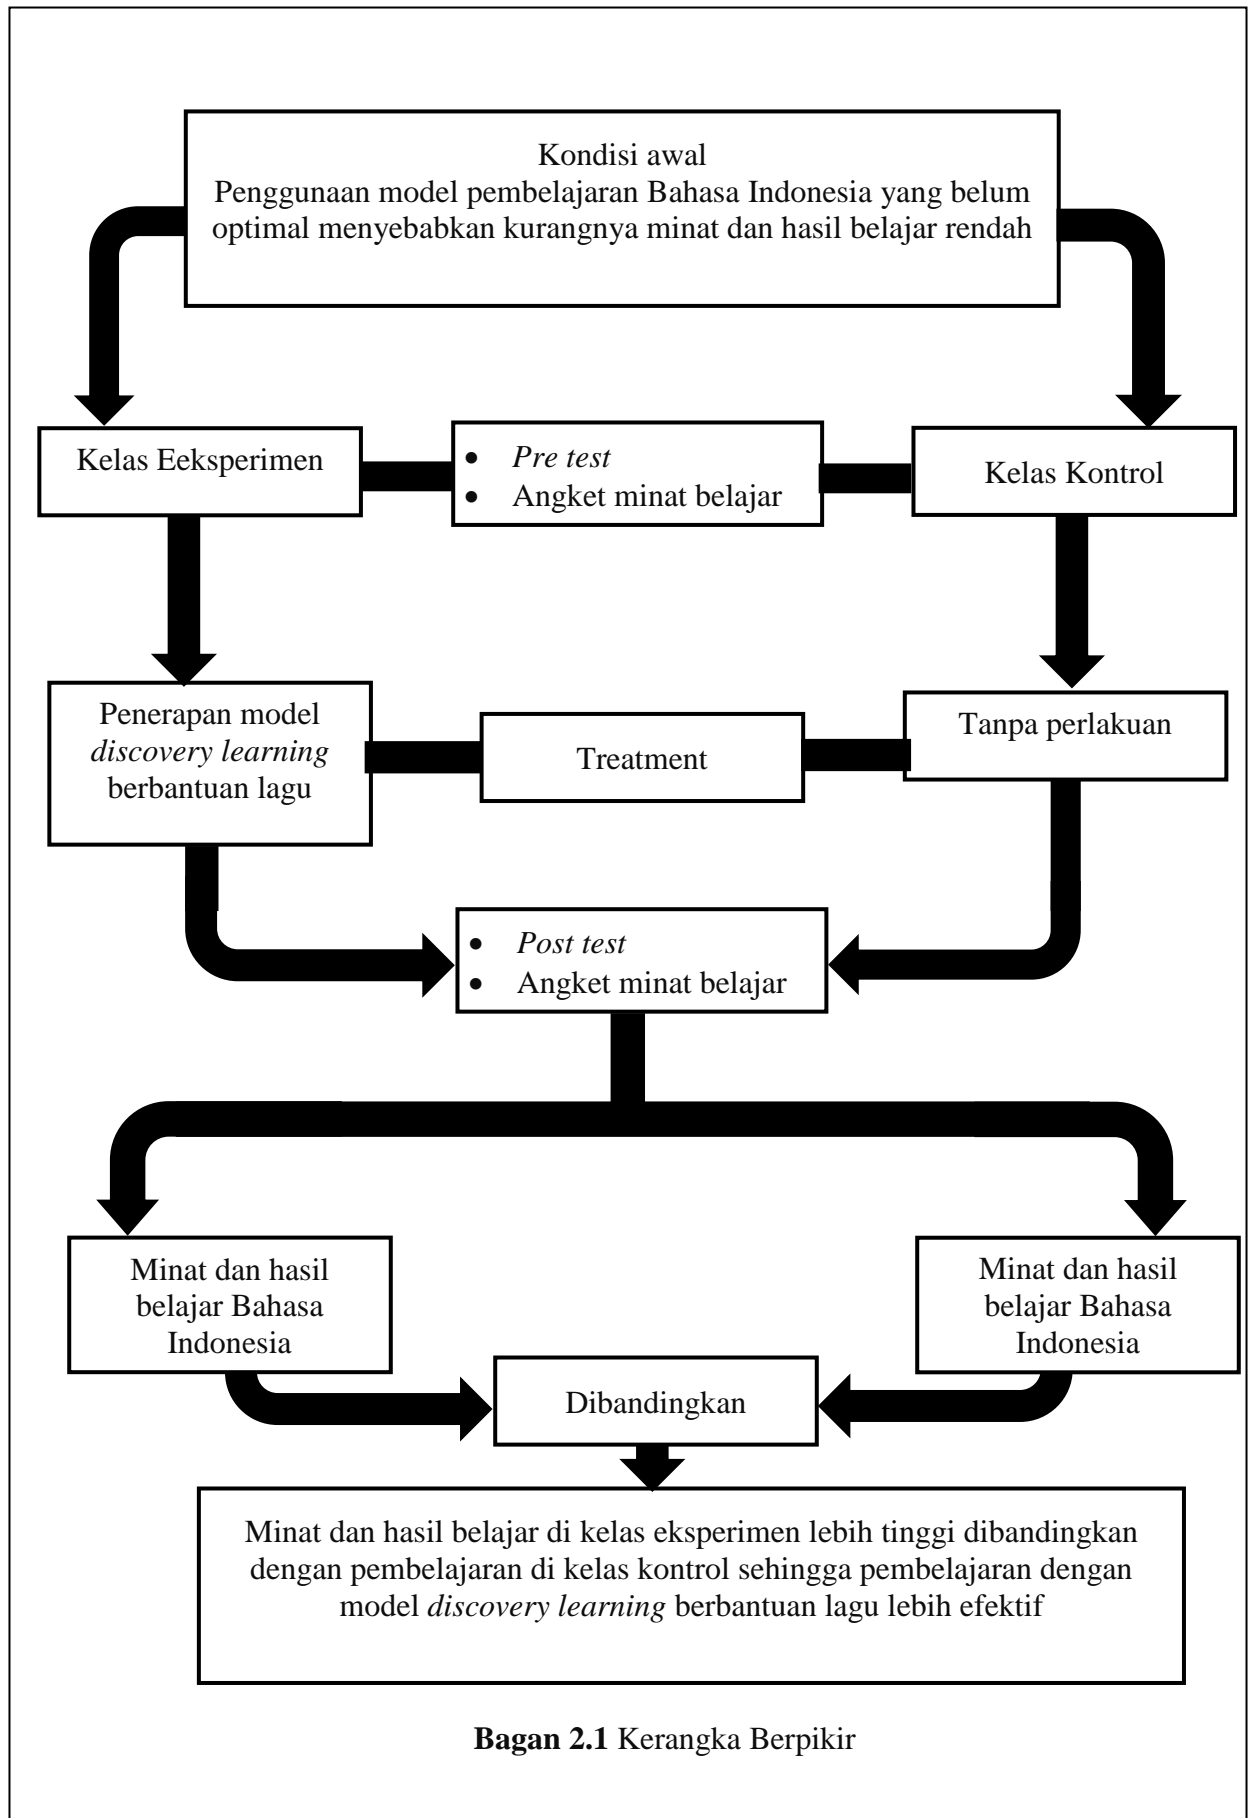 Kondisi awal
Penggunaan model pembelajaran Bahasa Indonesia yang belum
optimal menyebabkan kurangnya minat dan hasil belajar rendah
Kelas Eeksperimen
• Pre test
• Angket minat belajar
Kelas Kontrol
Penerapan model
discovery learning
berbantuan lagu
Treatment
Tanpa perlakuan
• Post test
• Angket minat belajar
Minat dan hasil
belajar Bahasa
Indonesia
Minat dan hasil
belajar Bahasa
Indonesia
Dibandingkan
Minat dan hasil belajar di kelas eksperimen lebih tinggi dibandingkan
dengan pembelajaran di kelas kontrol sehingga pembelajaran dengan
model discovery learning berbantuan lagu lebih efektif
Bagan 2.1 Kerangka Berpikir